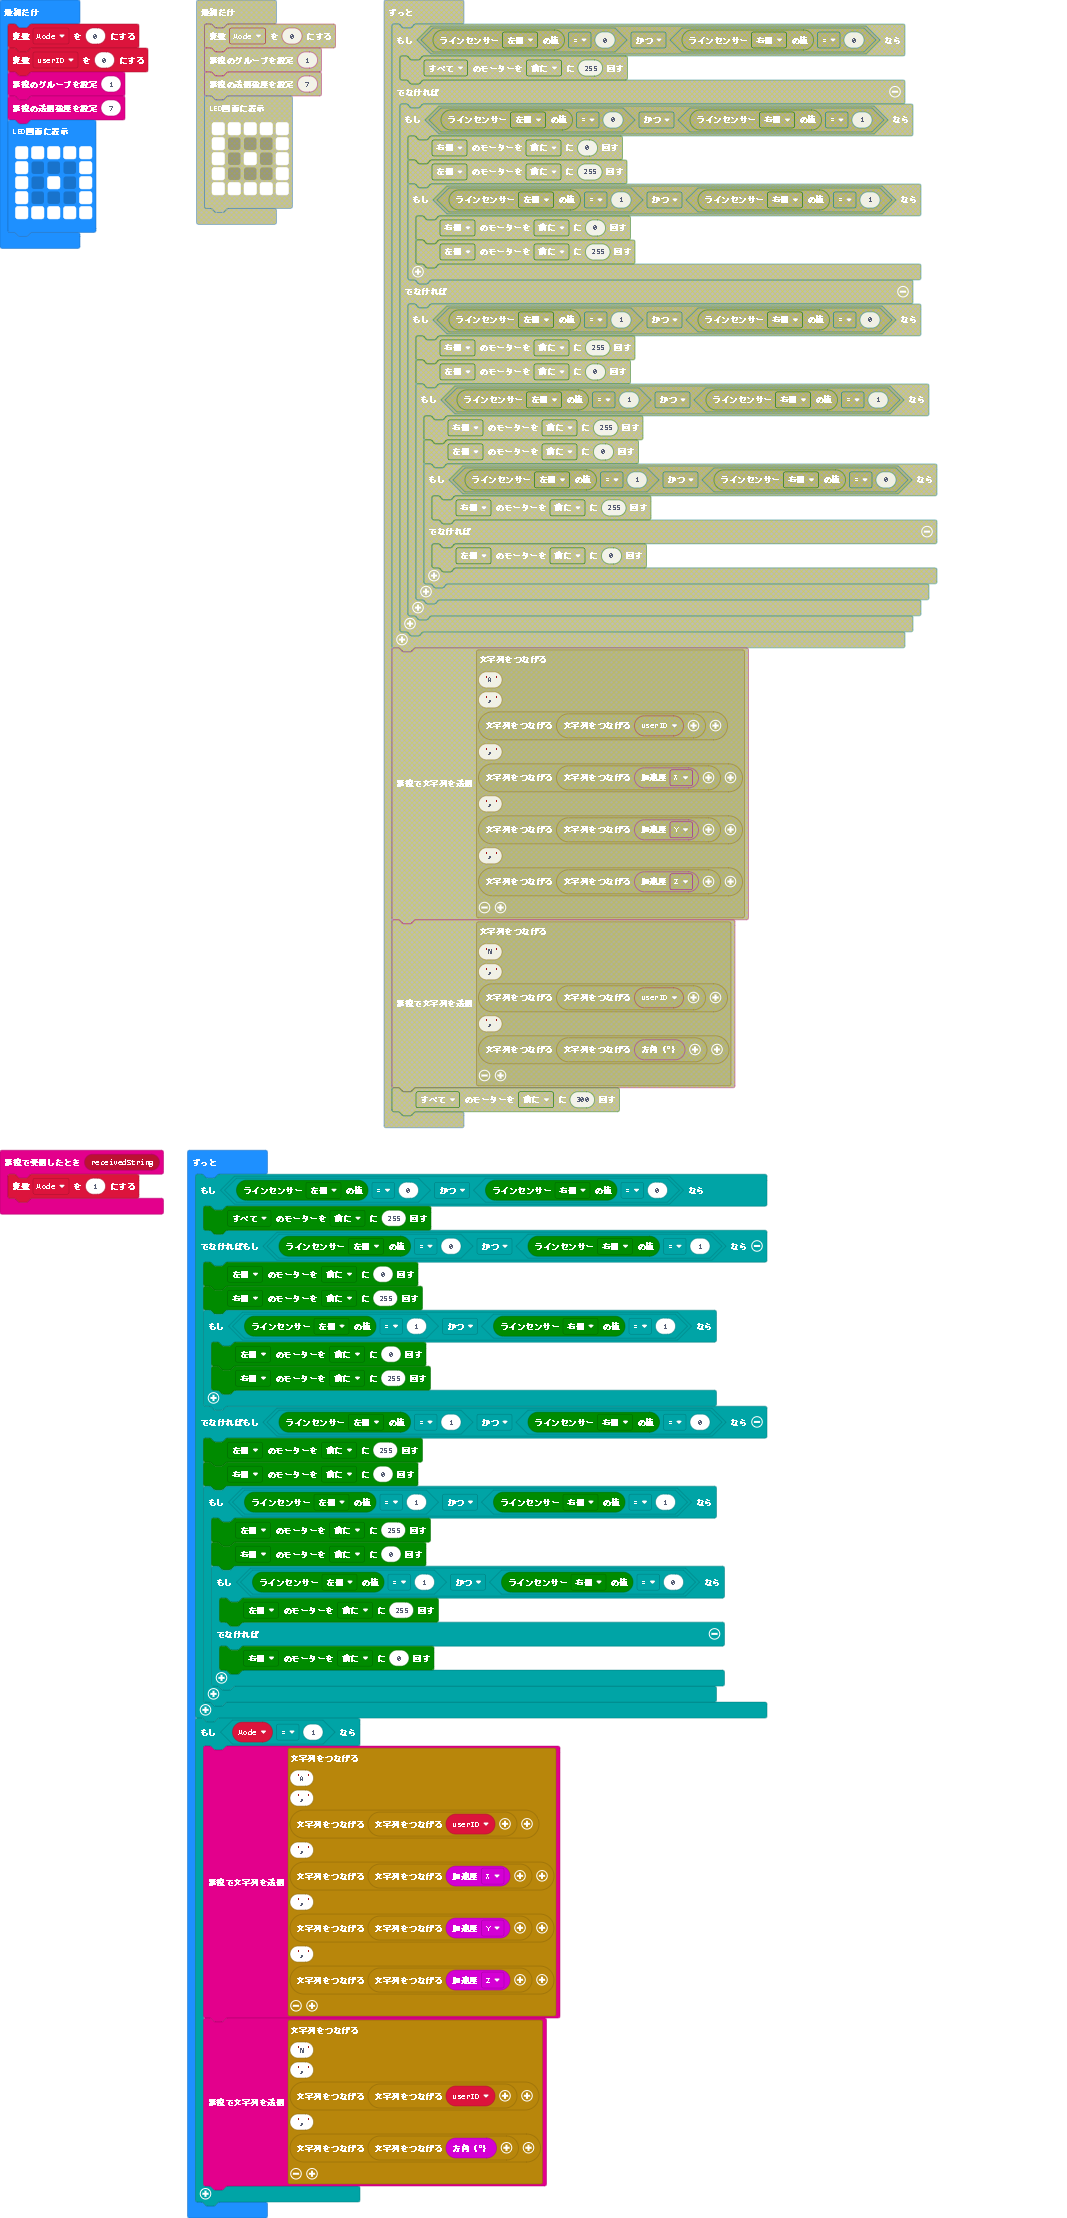 最初だけ
変数 Mode を 0 にする
変数 userID を 0 にする
無線のグループを設定 1
無線の送信強度を設定 7
LED画面に表示
最初だけ
変数 Mode を 0 にする
無線のグループを設定 1
無線の送信強度を設定 7
LED画面に表示
ずっと
もし ラインセンサー 左側 の値 = 0 かつ ラインセンサー 右側 の値 = 0 なら
すべて のモーターを 前に に 255 回す
でなければ
もし ラインセンサー 左側 の値 = 0 かつ ラインセンサー 右側 の値 = 1 なら
右側 のモーターを 前に に 0 回す
左側 のモーターを 前に に 255 回す
もし ラインセンサー 左側 の値 = 1 かつ ラインセンサー 右側 の値 = 1 なら
右側 のモーターを 前に に 0 回す
左側 のモーターを 前に に 255 回す
でなければ
もし ラインセンサー 左側 の値 = 1 かつ ラインセンサー 右側 の値 = 0 なら
右側 のモーターを 前に に 255 回す
左側 のモーターを 前に に 0 回す
もし ラインセンサー 左側 の値 = 1 かつ ラインセンサー 右側 の値 = 1 なら
右側 のモーターを 前に に 255 回す
左側 のモーターを 前に に 0 回す
もし ラインセンサー 左側 の値 = 1 かつ ラインセンサー 右側 の値 = 0 なら
右側 のモーターを 前に に 255 回す
でなければ
左側 のモーターを 前に に 0 回す
無線で文字列を送信
文字列をつなげる
"A"
","
文字列をつなげる 文字列をつなげる userID
","
文字列をつなげる 文字列をつなげる 加速度 X
","
文字列をつなげる 文字列をつなげる 加速度 Y
","
文字列をつなげる 文字列をつなげる 加速度 Z
無線で文字列を送信
文字列をつなげる
"N"
","
文字列をつなげる 文字列をつなげる userID
","
文字列をつなげる 文字列をつなげる 方角 (°)
すべて のモーターを 前に に 300 回す
無線で受信したとき receivedString
変数 Mode を 1 にする
ずっと
もし ラインセンサー 左側 の値 = 0 かつ ラインセンサー 右側 の値 = 0 なら
すべて のモーターを 前に に 255 回す
でなければもし ラインセンサー 左側 の値 = 0 かつ ラインセンサー 右側 の値 = 1 なら
左側 のモーターを 前に に 0 回す
右側 のモーターを 前に に 255 回す
もし ラインセンサー 左側 の値 = 1 かつ ラインセンサー 右側 の値 = 1 なら
左側 のモーターを 前に に 0 回す
右側 のモーターを 前に に 255 回す
でなければもし ラインセンサー 左側 の値 = 1 かつ ラインセンサー 右側 の値 = 0 なら
左側 のモーターを 前に に 255 回す
右側 のモーターを 前に に 0 回す
もし ラインセンサー 左側 の値 = 1 かつ ラインセンサー 右側 の値 = 1 なら
左側 のモーターを 前に に 255 回す
右側 のモーターを 前に に 0 回す
もし ラインセンサー 左側 の値 = 1 かつ ラインセンサー 右側 の値 = 0 なら
左側 のモーターを 前に に 255 回す
でなければ
右側 のモーターを 前に に 0 回す
もし Mode = 1 なら
無線で文字列を送信
文字列をつなげる
"A"
","
文字列をつなげる 文字列をつなげる userID
","
文字列をつなげる 文字列をつなげる 加速度 X
","
文字列をつなげる 文字列をつなげる 加速度 Y
","
文字列をつなげる 文字列をつなげる 加速度 Z
無線で文字列を送信
文字列をつなげる
"N"
","
文字列をつなげる 文字列をつなげる userID
","
文字列をつなげる 文字列をつなげる 方角 (°)